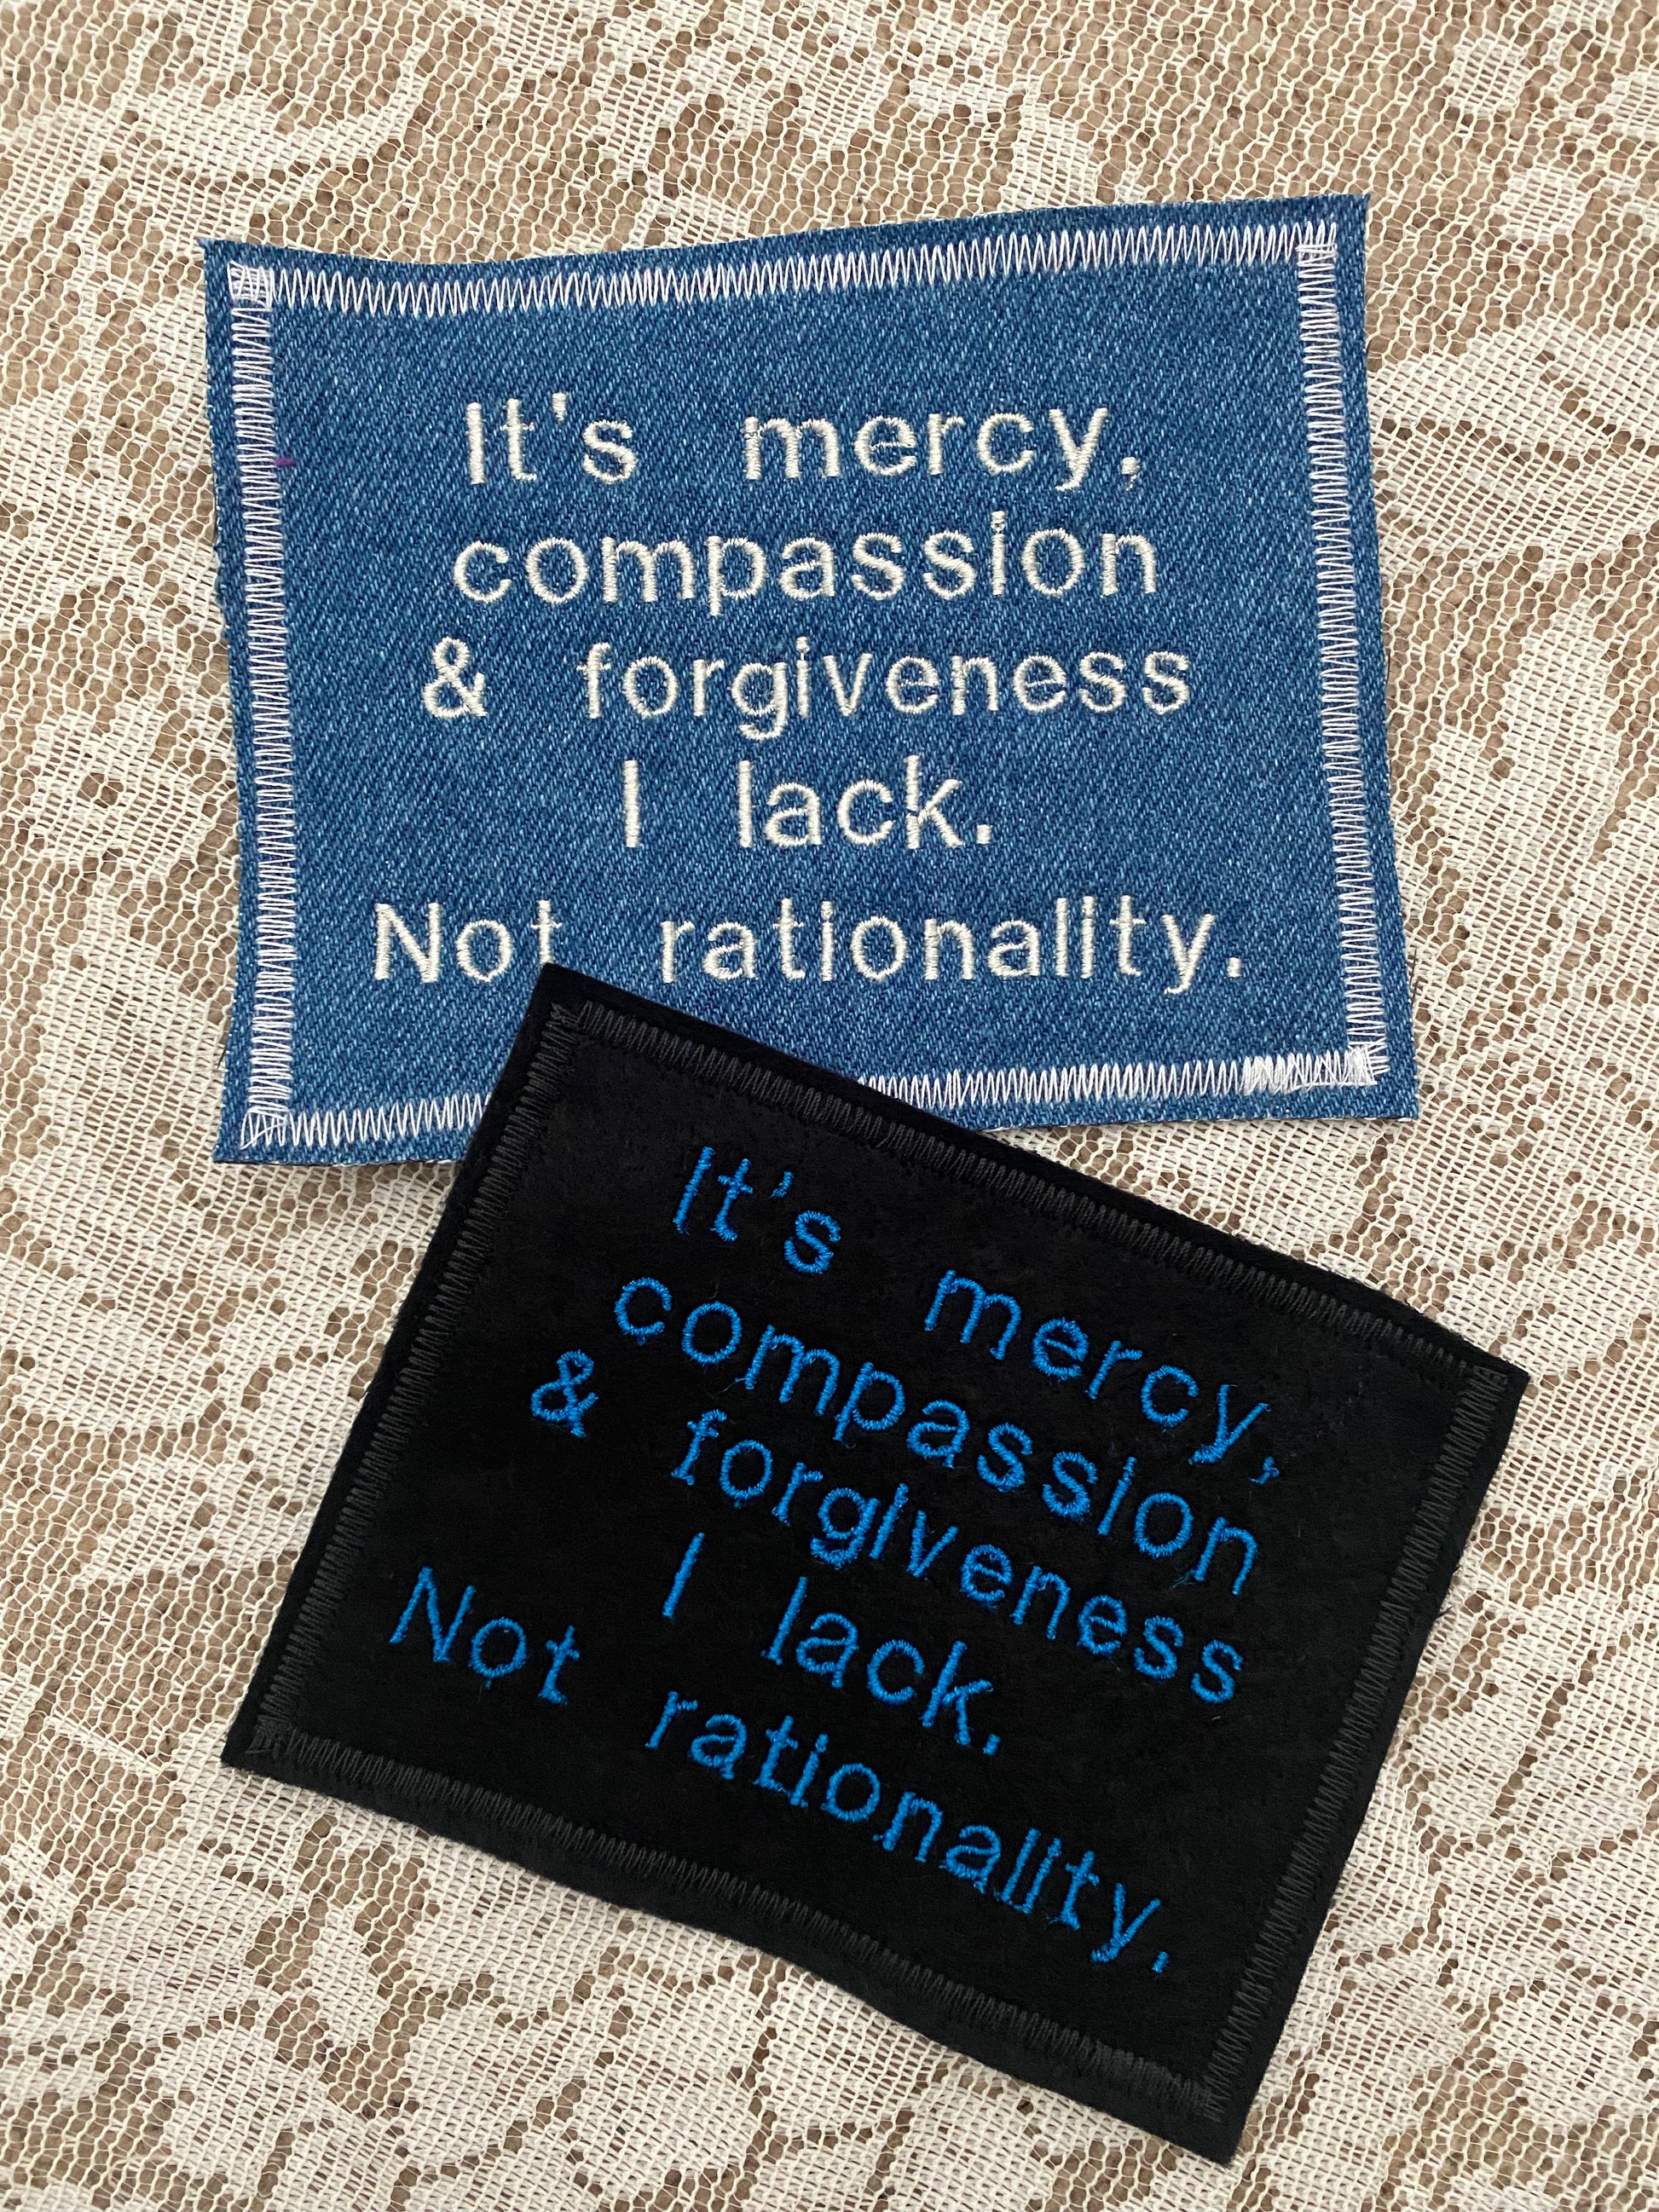 It's mercy,
compassion
& forgiveness
I lack.
Not rationality.
It's mercy,
compassion
& forgiveness
I lack.
Not rationality.